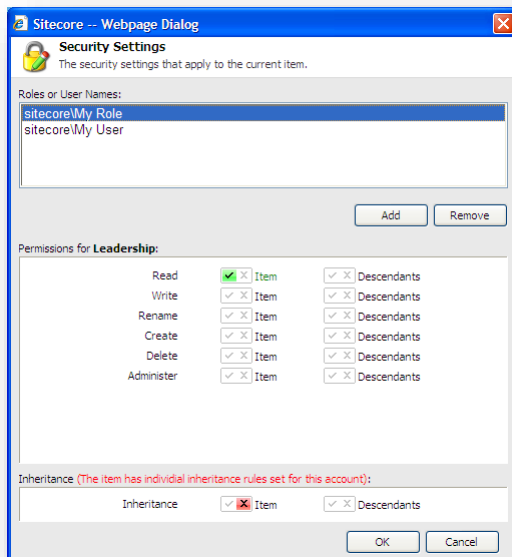 Sitecore -- Webpage Dialog
Security Settings
The security settings that apply to the current item.
Roles or User Names:
sitecore\My Role
sitecore\My User
Add Remove
Permissions for Leadership:
Read Item Descendants
Write Item Descendants
Rename Item Descendants
Create Item Descendants
Delete Item Descendants
Administer Item Descendants
Inheritance (The item has individial inheritance rules set for this account):
Inheritance Item Descendants
OK Cancel